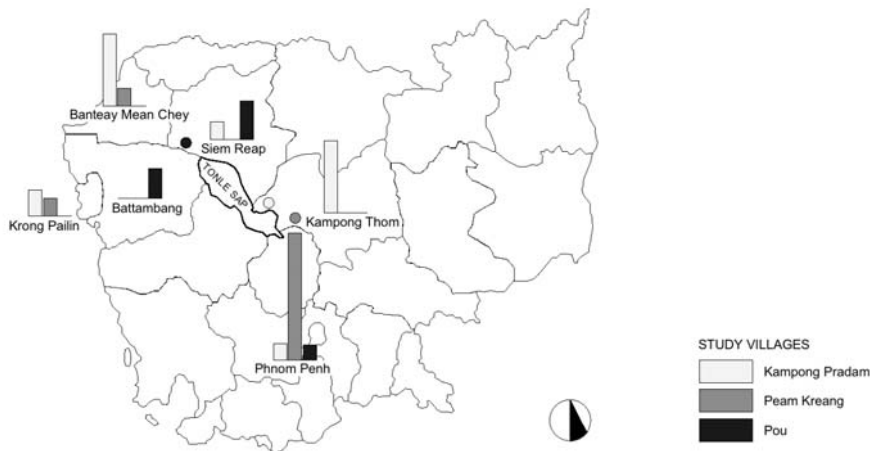 Banteay Mean Chey
Siem Reap
TONLE SAP
Krong Pailin
Battambang
Kampong Thom
Phnom Penh
STUDY VILLAGES
Kampong Pradam
Peam Kreang
Pou